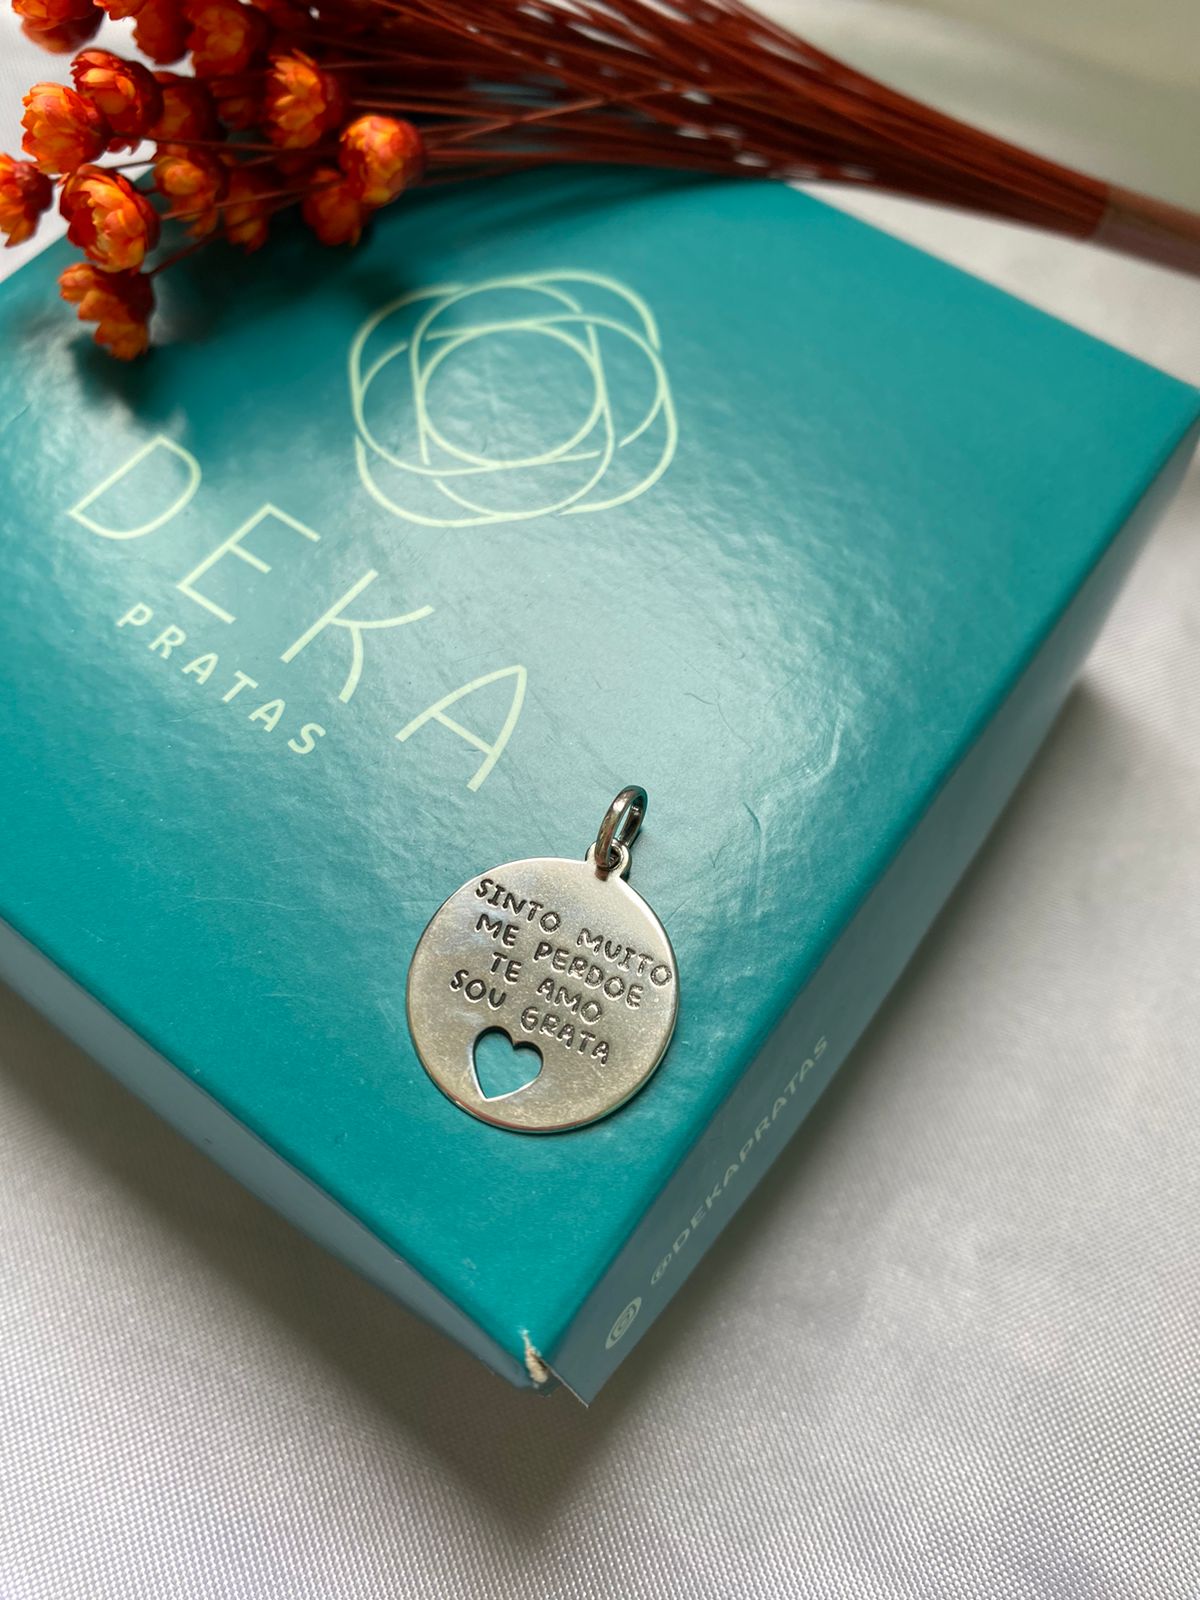 DEKA
PRATAS
SINTO MUITO
ME PERDOE
TE AMO
SOU GRATA
@DEKAPRATAS